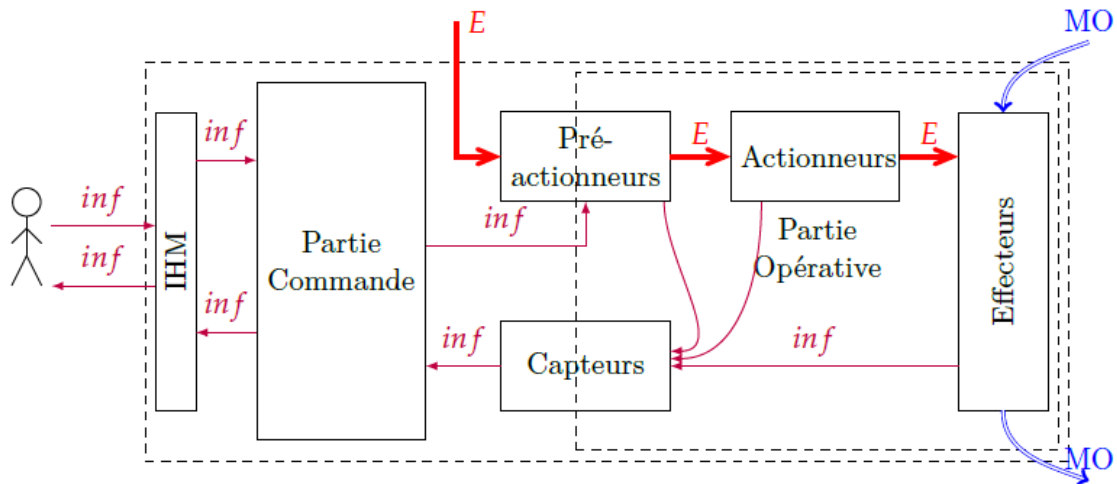 E
MO
inf
Pré-
actionneurs
E
Actionneurs
E
inf
inf
IHM
Partie
Commande
inf
Partie
Opérative
Effecteurs
inf
inf
Capteurs
inf
MO